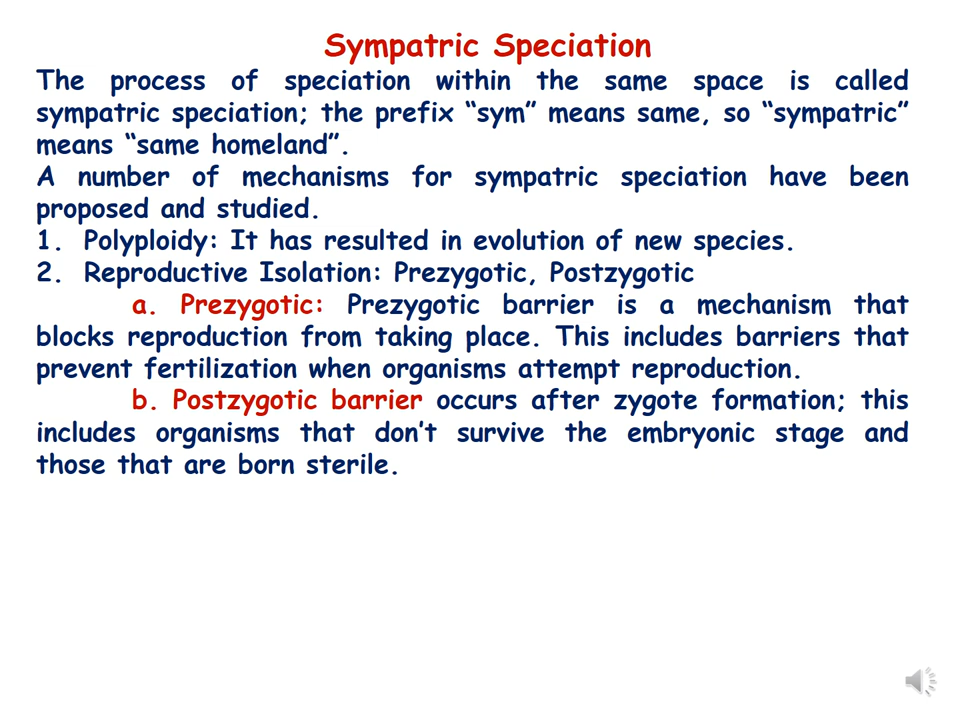 Sympatric Speciation
The process of speciation within the same space is called
sympatric speciation; the prefix “sym” means same, so “sympatric”
means “same homeland”.
A number of mechanisms for sympatric speciation have been
proposed and studied.
1. Polyploidy: It has resulted in evolution of new species.
2. Reproductive Isolation: Prezygotic, Postzygotic
a. Prezygotic: Prezygotic barrier is a mechanism that
blocks reproduction from taking place. This includes barriers that
prevent fertilization when organisms attempt reproduction.
b. Postzygotic barrier occurs after zygote formation; this
includes organisms that don’t survive the embryonic stage and
those that are born sterile.